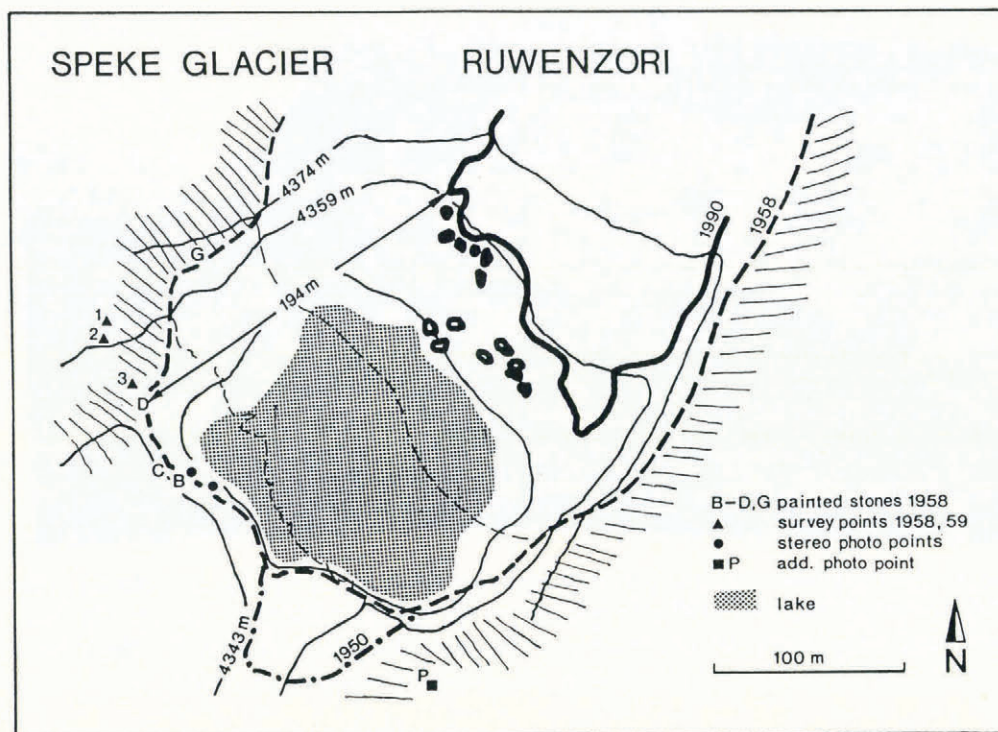 SPEKE GLACIER RUWENZORI
4374 m
4359 m
1990
1958
G
194 m
1
2
3
D
C
B
B–D,G painted stones 1958
▲ survey points 1958, 59
● stereo photo points
■ P add. photo point
lake
4343 m
1950
P
100 m
N